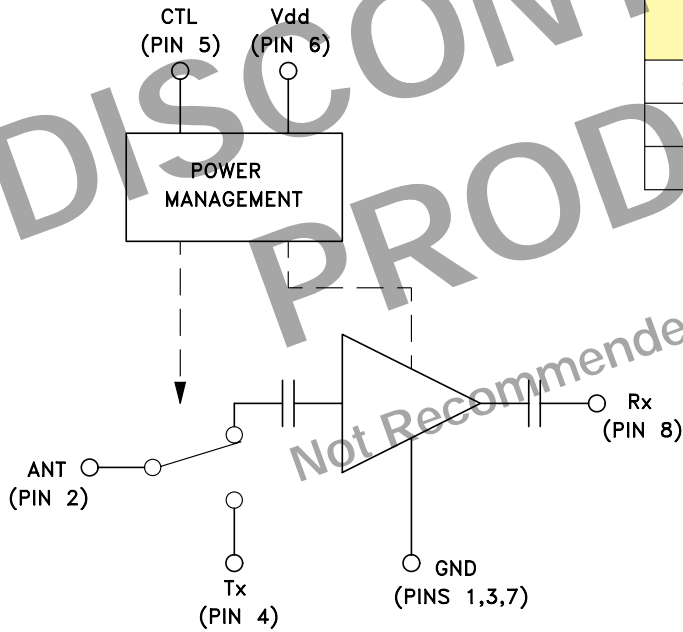 CTL
(PIN 5)
Vdd
(PIN 6)
POWER
MANAGEMENT
ANT
(PIN 2)
Tx
(PIN 4)
GND
(PINS 1,3,7)
Rx
(PIN 8)
DISCON
PROD
Not Recommende